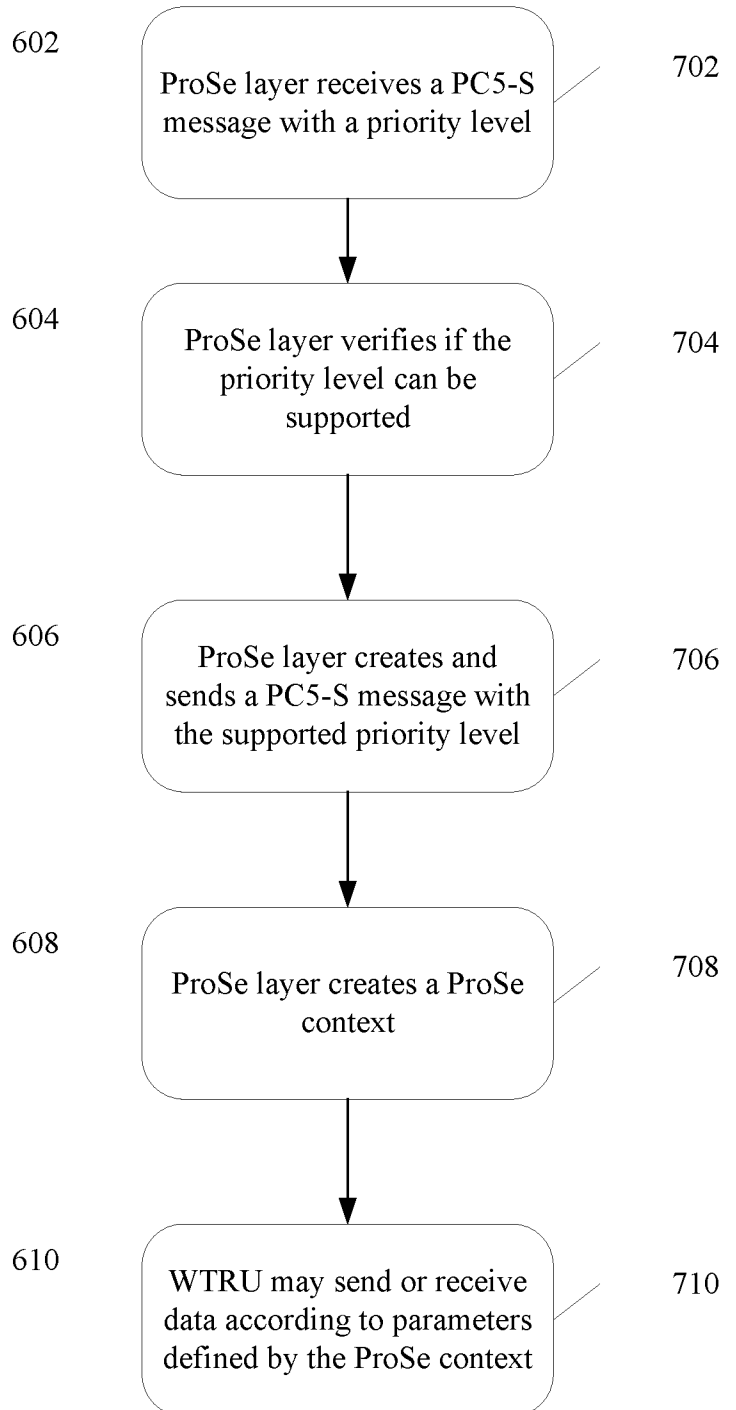 602
702
ProSe layer receives a PC5-S
message with a priority level
604
704
ProSe layer verifies if the
priority level can be
supported
606
706
ProSe layer creates and
sends a PC5-S message with
the supported priority level
608
708
ProSe layer creates a ProSe
context
610
710
WTRU may send or receive
data according to parameters
defined by the ProSe context